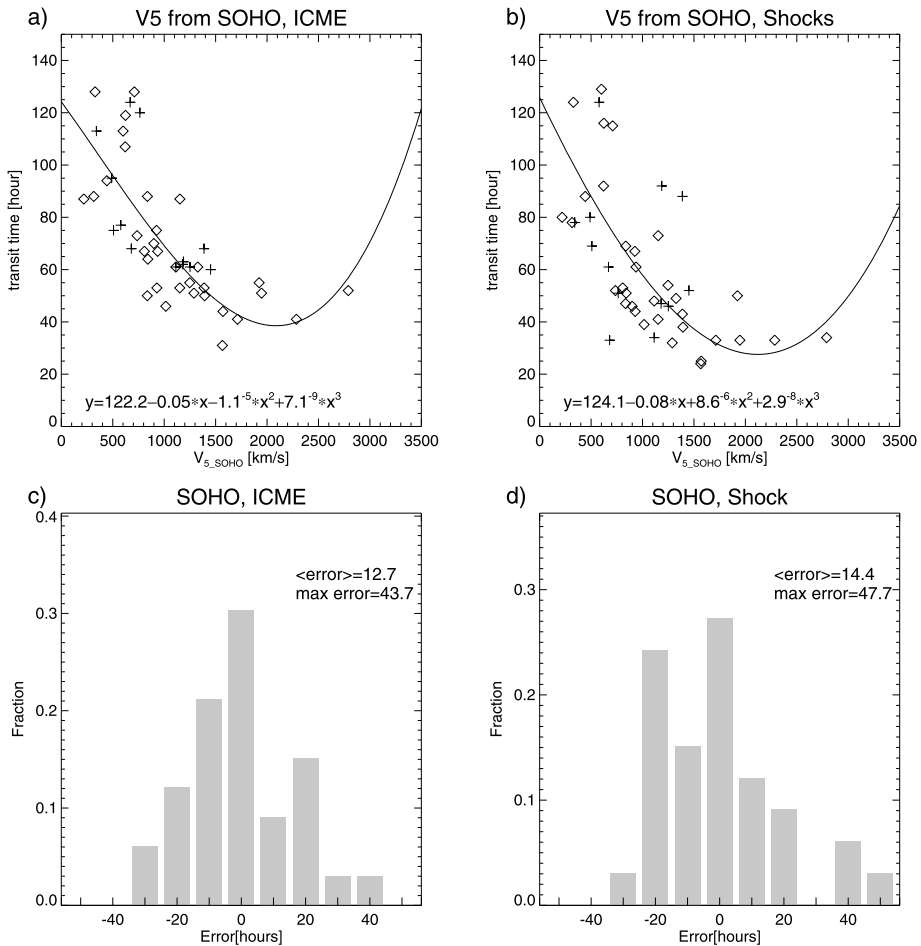 a) V5 from SOHO, ICME
140
120
100
80
60
40
20
0
transit time [hour]
y=122.2−0.05*x−1.1⁻⁵*x²+7.1⁻⁹*x³
0 500 1000 1500 2000 2500 3000 3500
V5_SOHO [km/s]
b) V5 from SOHO, Shocks
140
120
100
80
60
40
20
0
transit time [hour]
y=124.1−0.08*x+8.6⁻⁶*x²+2.9⁻⁸*x³
0 500 1000 1500 2000 2500 3000 3500
V5_SOHO [km/s]
c) SOHO, ICME
0.4
0.3
0.2
0.1
0.0
Fraction
<error>=12.7
max error=43.7
-40 -20 0 20 40
Error[hours]
d) SOHO, Shock
0.3
0.2
0.1
0.0
Fraction
<error>=14.4
max error=47.7
-40 -20 0 20 40
Error[hours]